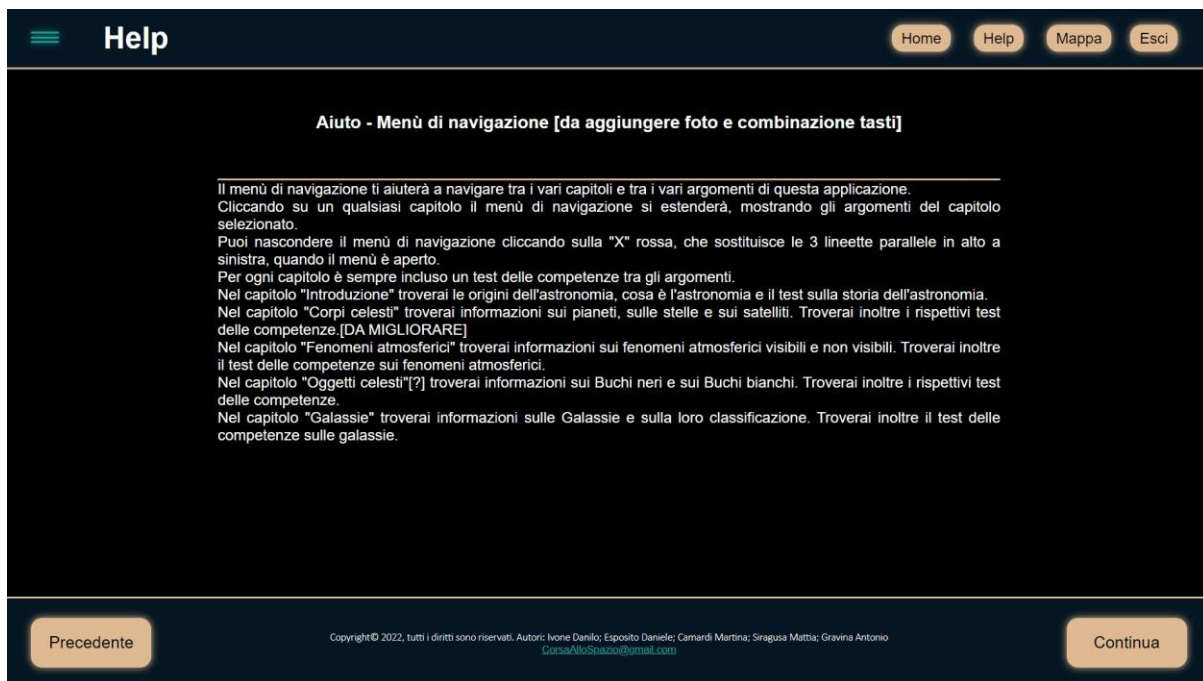 Help
Home
Help
Mappa
Esci
Aiuto - Menù di navigazione [da aggiungere foto e combinazione tasti]
Il menù di navigazione ti aiuterà a navigare tra i vari capitoli e tra i vari argomenti di questa applicazione.
Cliccando su un qualsiasi capitolo il menù di navigazione si estenderà, mostrando gli argomenti del capitolo
selezionato.
Puoi nascondere il menù di navigazione cliccando sulla "X" rossa, che sostituisce le 3 lineette parallele in alto a
sinistra, quando il menù è aperto.
Per ogni capitolo è sempre incluso un test delle competenze tra gli argomenti.
Nel capitolo "Introduzione" troverai le origini dell'astronomia, cosa è l'astronomia e il test sulla storia dell'astronomia.
Nel capitolo "Corpi celesti" troverai informazioni sui pianeti, sulle stelle e sui satelliti. Troverai inoltre i rispettivi test
delle competenze.[DA MIGLIORARE]
Nel capitolo "Fenomeni atmosferici" troverai informazioni sui fenomeni atmosferici visibili e non visibili. Troverai inoltre
il test delle competenze sui fenomeni atmosferici.
Nel capitolo "Oggetti celesti"[?] troverai informazioni sui Buchi neri e sui Buchi bianchi. Troverai inoltre i rispettivi test
delle competenze.
Nel capitolo "Galassie" troverai informazioni sulle Galassie e sulla loro classificazione. Troverai inoltre il test delle
competenze sulle galassie.
Precedente
Copyright© 2022, tutti i diritti sono riservati. Autori: Ivone Danilo; Esposito Daniele; Camardi Martina; Siragusa Mattia; Gravina Antonio
CorsaAlloSpazio@gmail.com
Continua